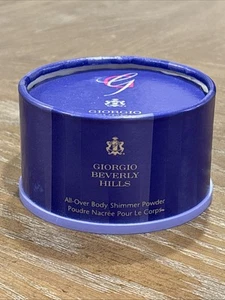 G
GIORGIO
GIORGIO
BEVERLY
HILLS
All-Over Body Shimmer Powder
Poudre Nacrée Pour Le Corps